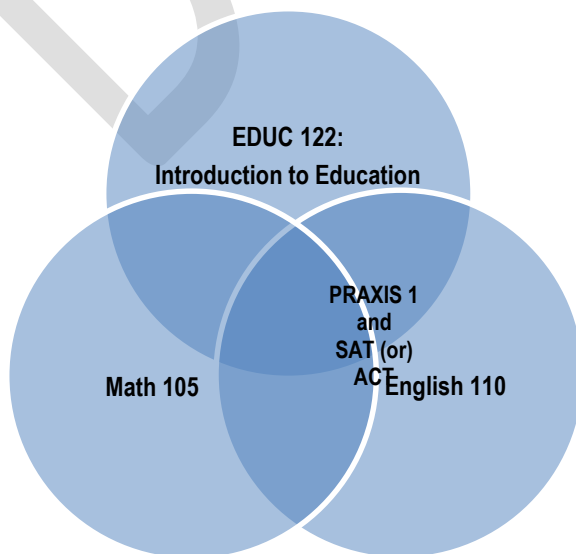 EDUC 122:
Introduction to Education
PRAXIS 1
and
SAT (or)
ACT
Math 105
English 110